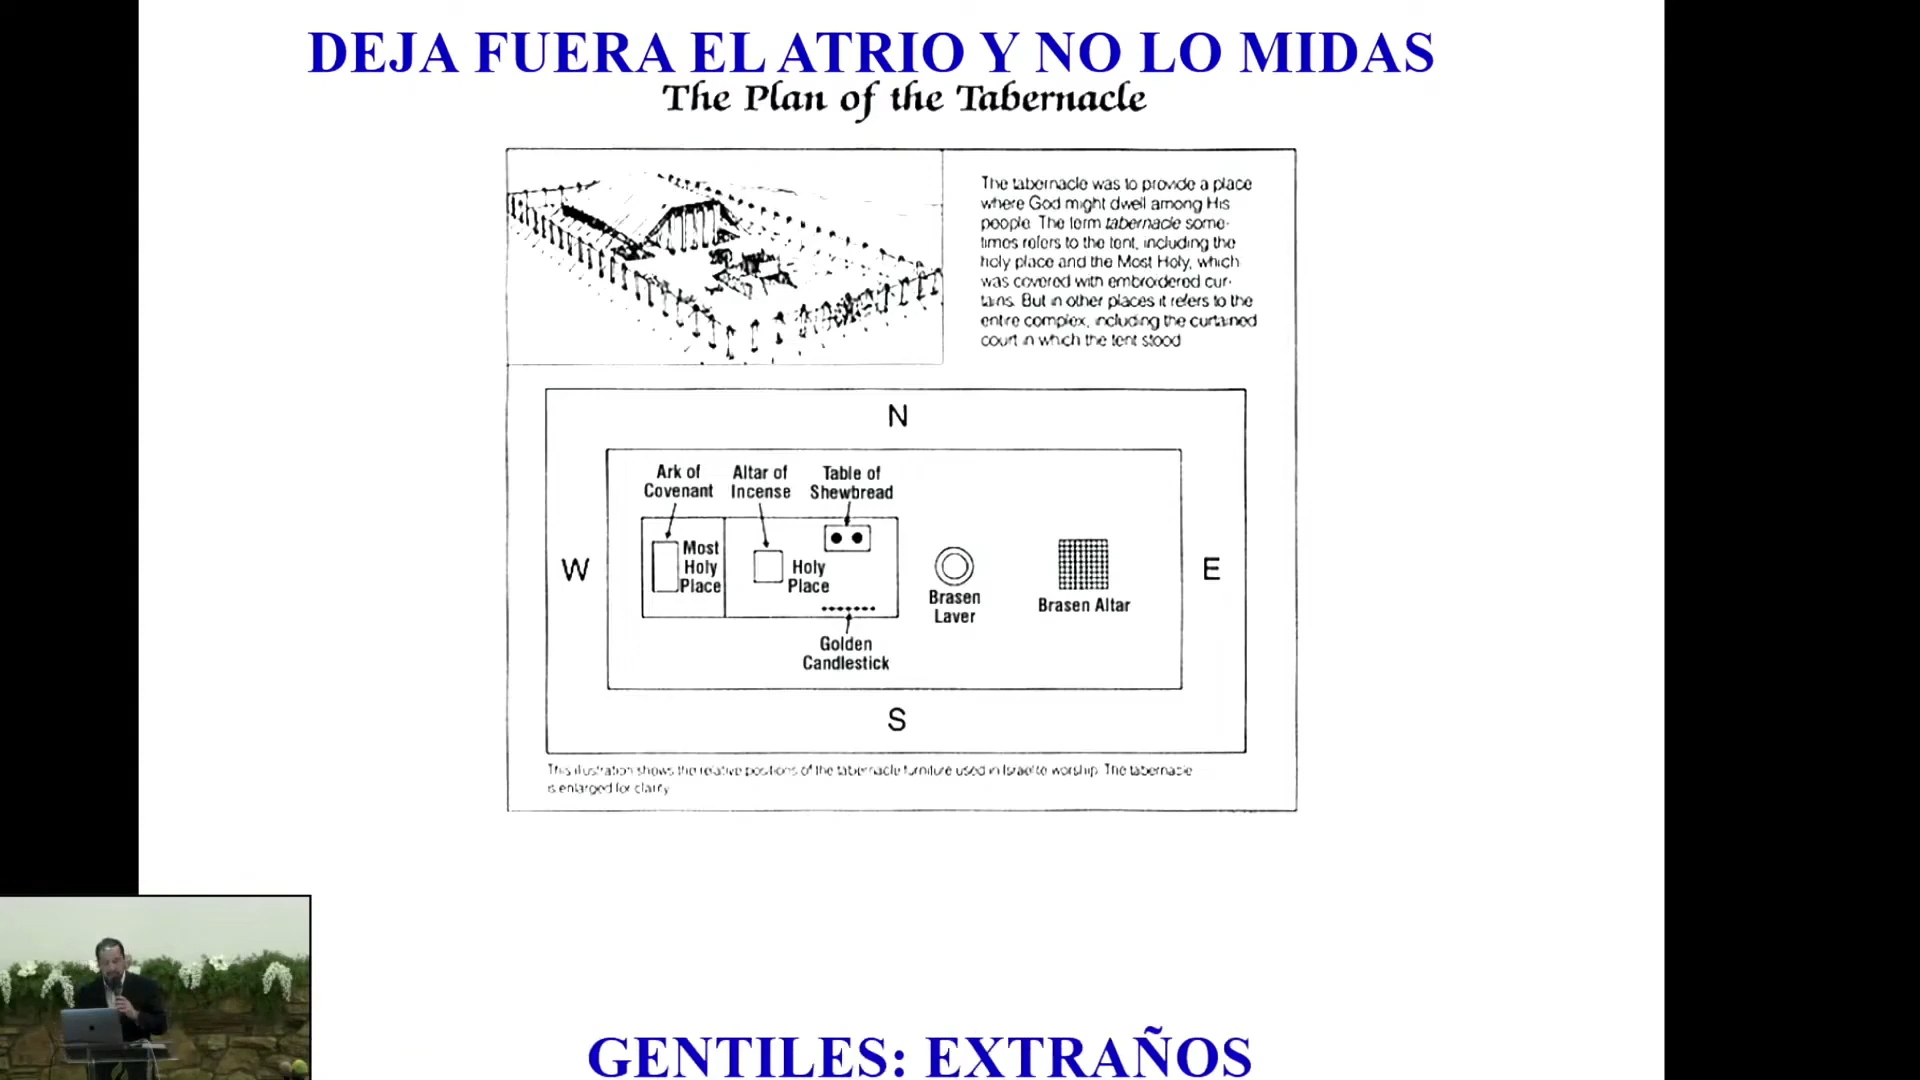 DEJA FUERA EL ATRIO Y NO LO MIDAS
The Plan of the Tabernacle
The tabernacle was to provide a place
where God might dwell among His
people. The term tabernacle some-
times refers to the tent, including the
holy place and the Most Holy, which
was covered with embroidered cur-
tains. But in other places it refers to the
entire complex, including the curtained
court in which the tent stood
N
Ark of
Covenant
Altar of
Incense
Table of
Shewbread
W
Most
Holy
Place
Holy
Place
Brasen
Laver
Brasen Altar
E
Golden
Candlestick
S
This illustration shows the relative positions of the tabernacle furniture used in Israelite worship. The tabernacle
is enlarged for clarity
GENTILES: EXTRAÑOS